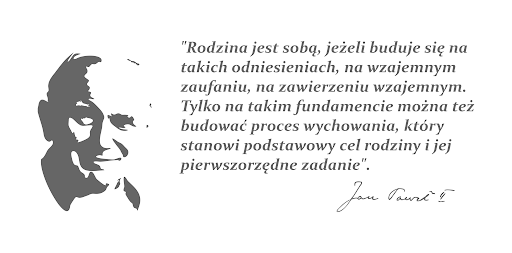 "Rodzina jest sobą, jeżeli buduje się na
takich odniesieniach, na wzajemnym
zaufaniu, na zawierzeniu wzajemnym.
Tylko na takim fundamencie można też
budować proces wychowania, który
stanowi podstawowy cel rodziny i jej
pierwszorzędne zadanie".
Jan Paweł II